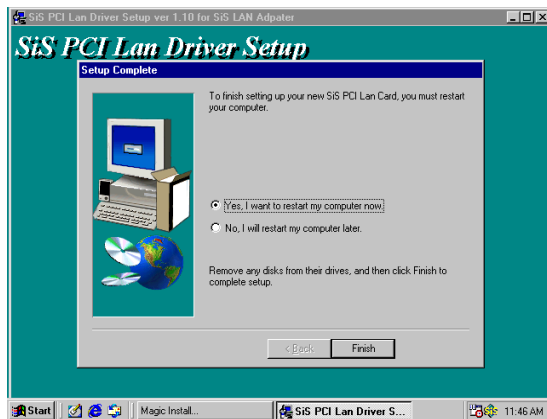 SiS PCI Lan Driver Setup ver 1.10 for SiS LAN Adpater
SiS PCI Lan Driver Setup
Setup Complete
To finish setting up your new SiS PCI Lan Card, you must restart
your computer.
Yes, I want to restart my computer now.
No, I will restart my computer later.
Remove any disks from their drives, and then click Finish to
complete setup.
< Back
Finish
Start
Magic Install...
SiS PCI Lan Driver S...
11:46 AM